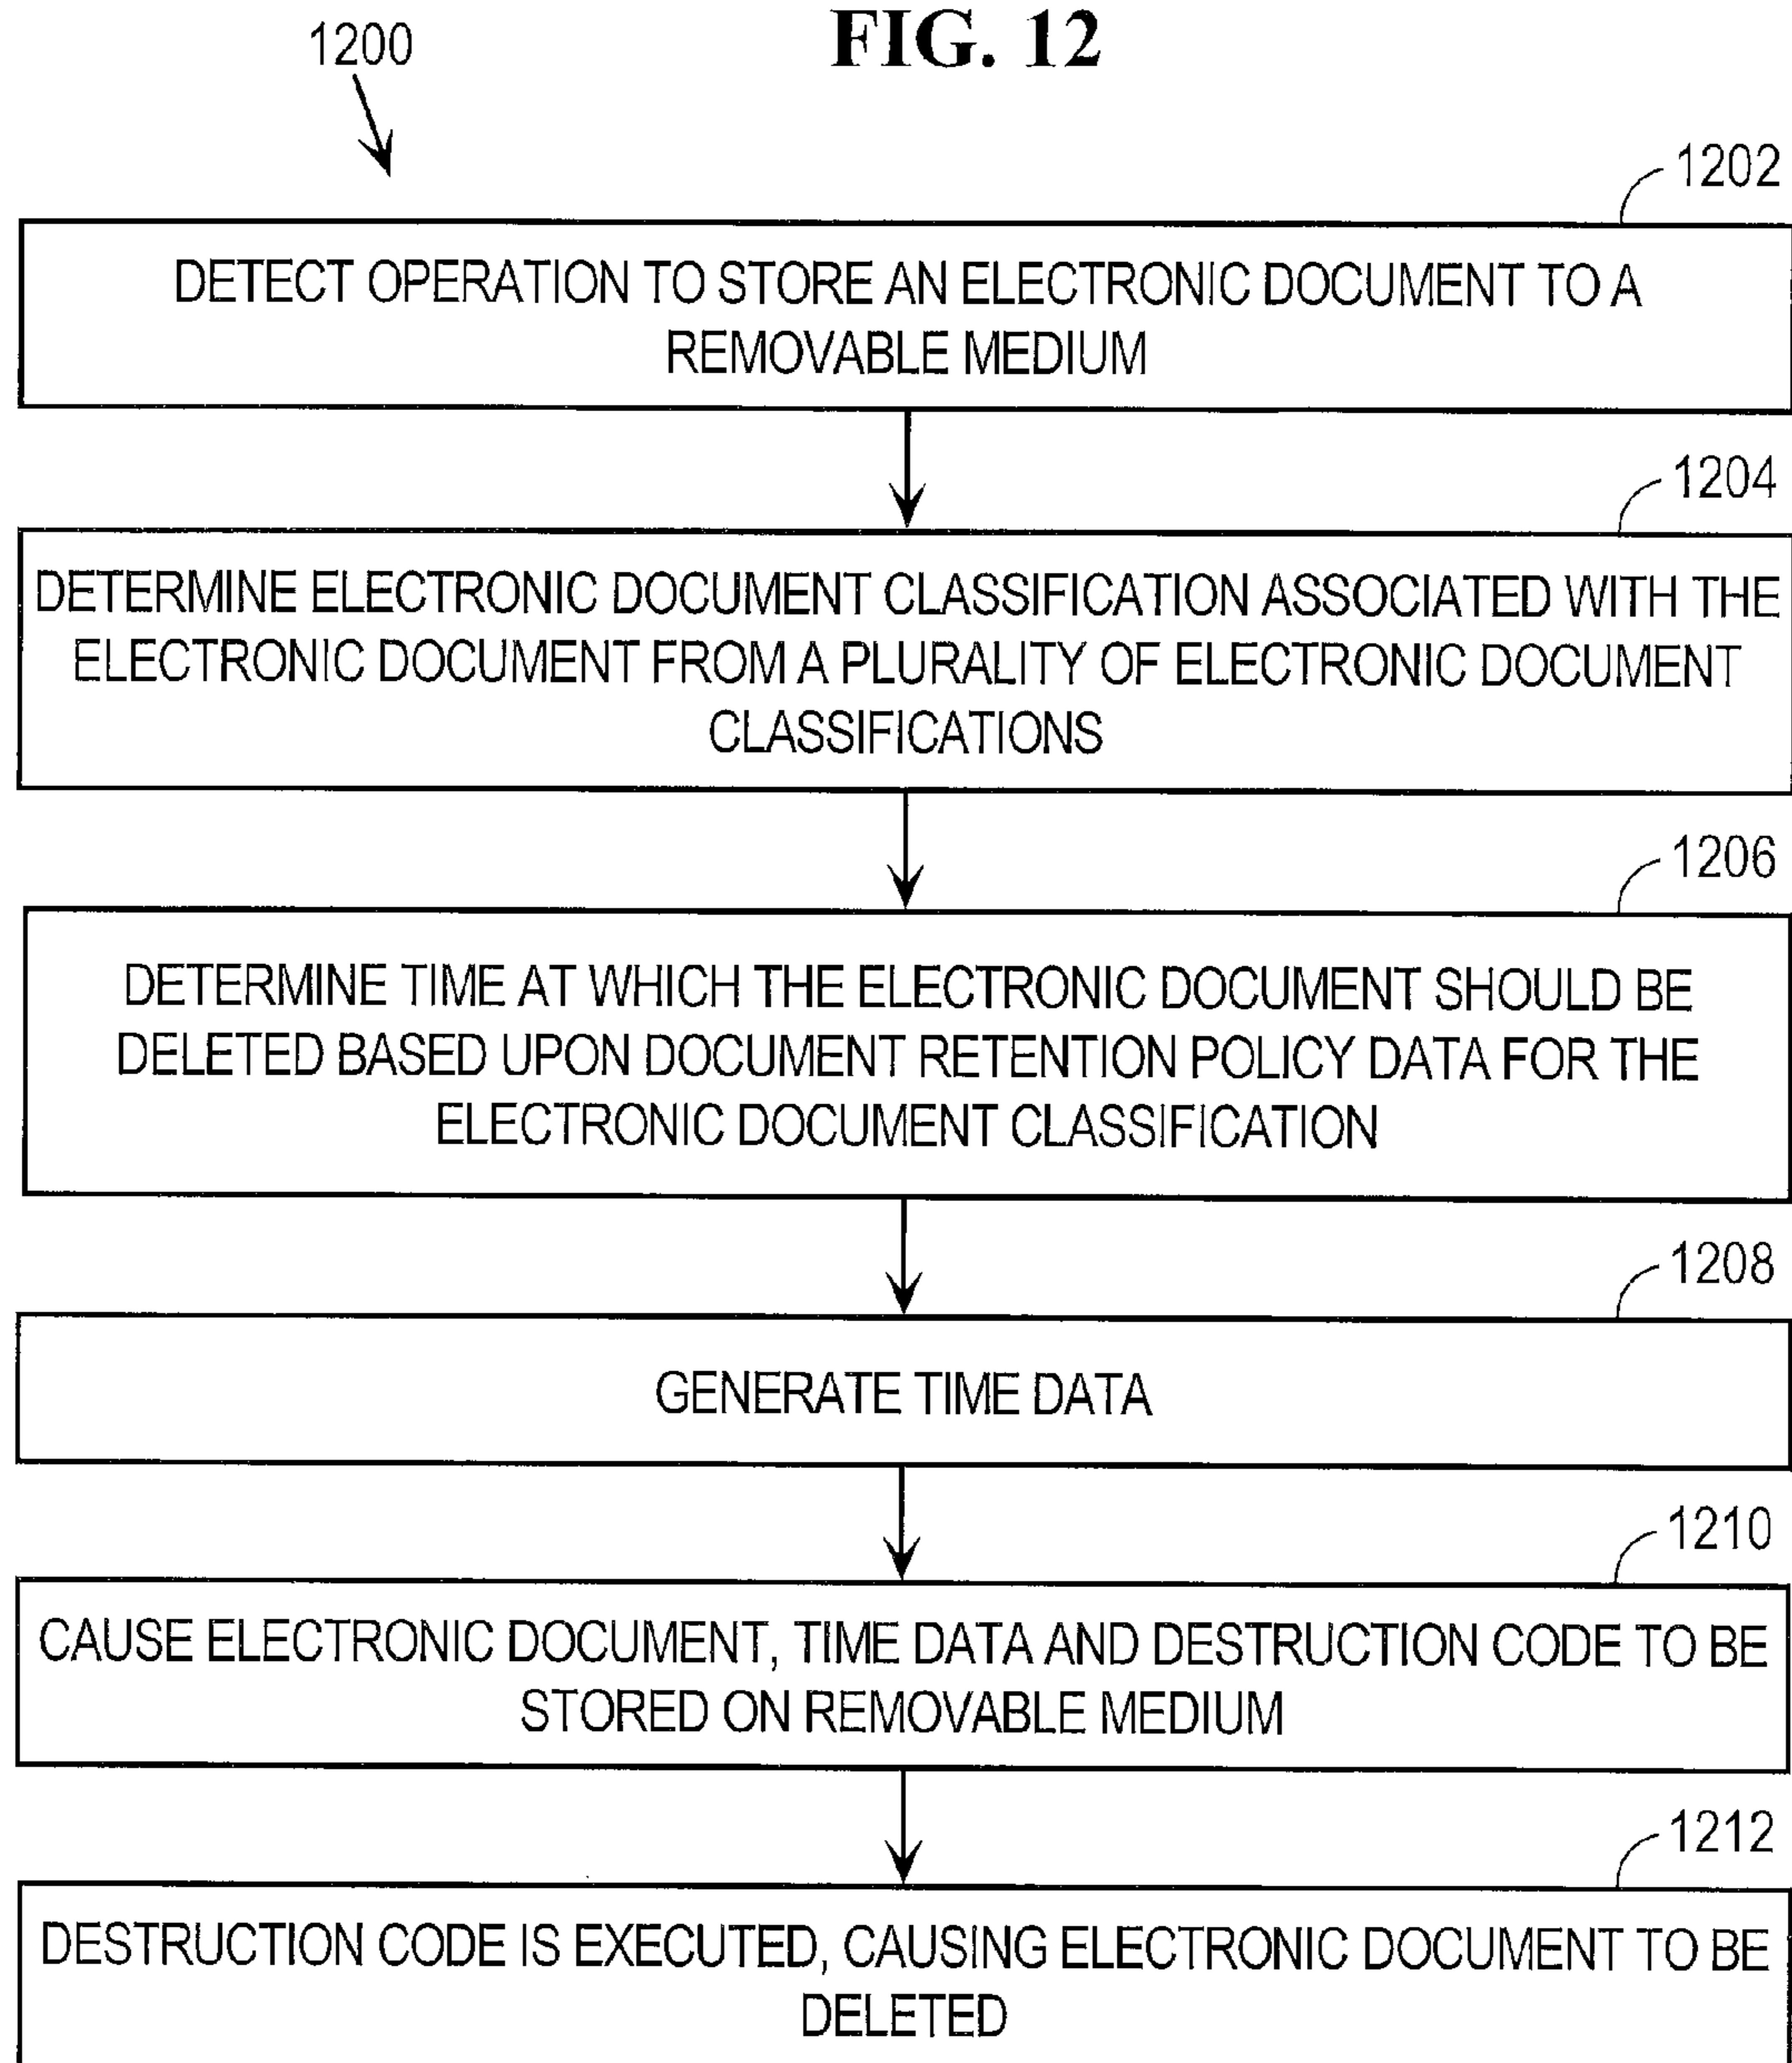 FIG. 12
1200
1202
DETECT OPERATION TO STORE AN ELECTRONIC DOCUMENT TO A
REMOVABLE MEDIUM
1204
DETERMINE ELECTRONIC DOCUMENT CLASSIFICATION ASSOCIATED WITH THE
ELECTRONIC DOCUMENT FROM A PLURALITY OF ELECTRONIC DOCUMENT
CLASSIFICATIONS
1206
DETERMINE TIME AT WHICH THE ELECTRONIC DOCUMENT SHOULD BE
DELETED BASED UPON DOCUMENT RETENTION POLICY DATA FOR THE
ELECTRONIC DOCUMENT CLASSIFICATION
1208
GENERATE TIME DATA
1210
CAUSE ELECTRONIC DOCUMENT, TIME DATA AND DESTRUCTION CODE TO BE
STORED ON REMOVABLE MEDIUM
1212
DESTRUCTION CODE IS EXECUTED, CAUSING ELECTRONIC DOCUMENT TO BE
DELETED